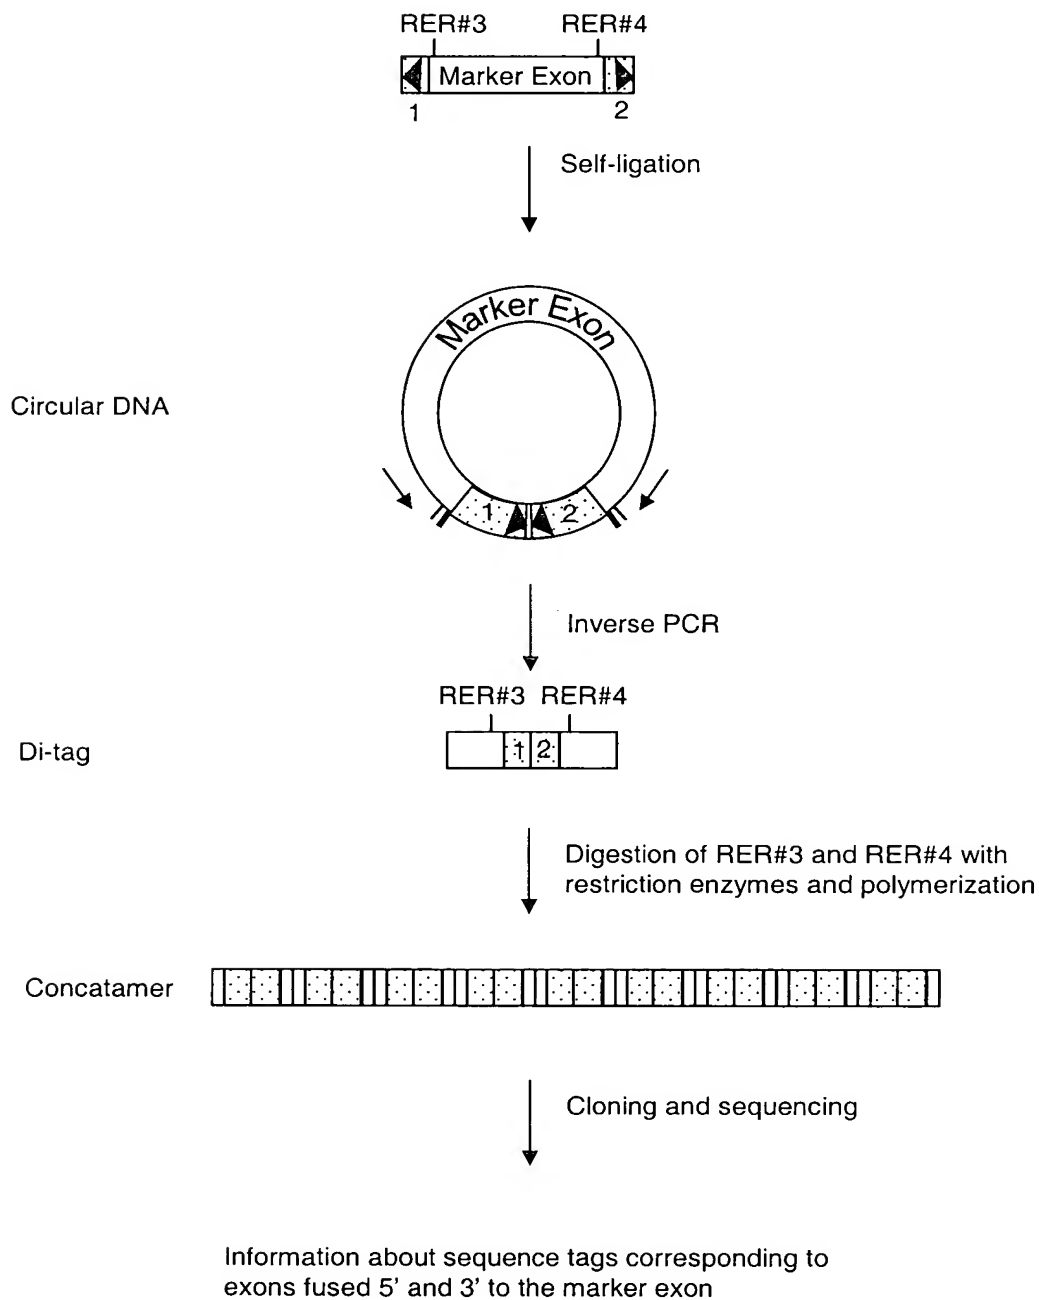 RER#3 RER#4
Marker Exon
1 2
Self-ligation
Marker Exon
Circular DNA
1 2
Inverse PCR
RER#3 RER#4
Di-tag
1 2
Digestion of RER#3 and RER#4 with
restriction enzymes and polymerization
Concatamer
Cloning and sequencing
Information about sequence tags corresponding to
exons fused 5' and 3' to the marker exon